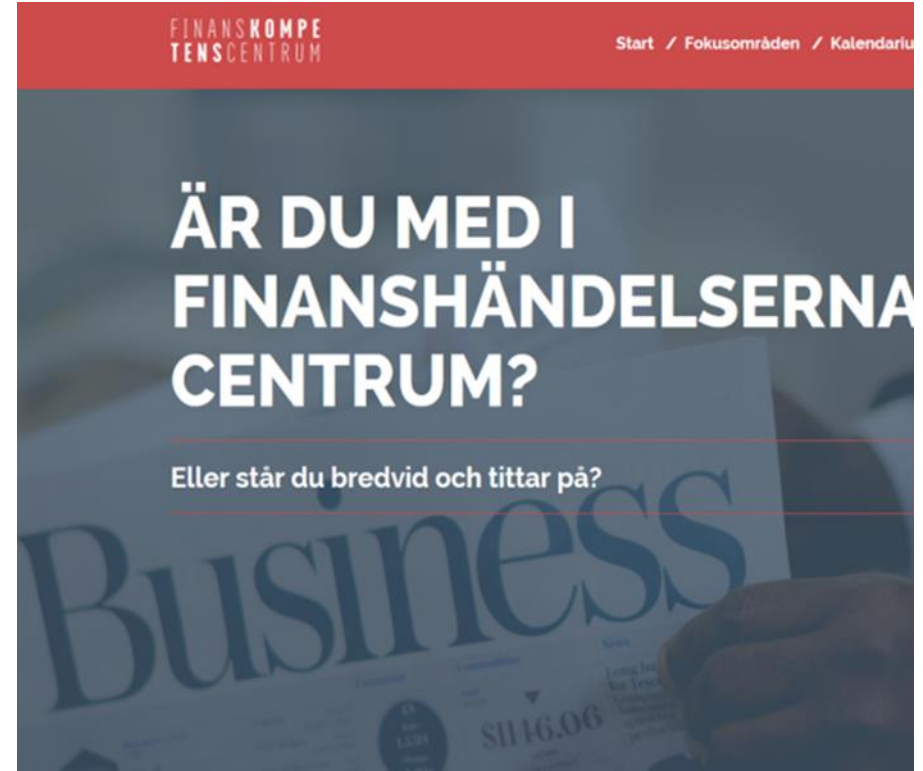 FINANSKOMPE
TENSCENTRUM
Start / Fokusområden / Kalendariu
ÄR DU MED I
FINANSHÄNDELSERNA
CENTRUM?
Eller står du bredvid och tittar på?
Business
News
$1146.06